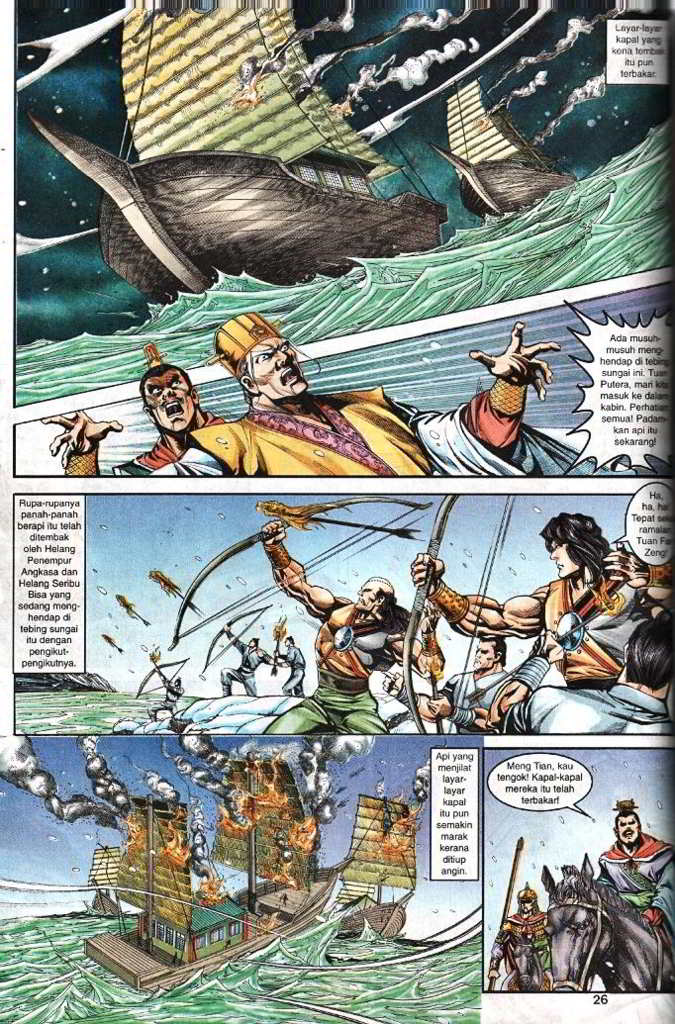 Layar-layar
kapal yang
kena tembak
itu pun
terbakar.
Ada musuh-
musuh meng-
hendap di tebing
sungai ini. Tuan
Putera, mari kita
masuk ke dalam
kabin. Perhatian
semua! Padam-
kan api itu
sekarang!
Rupa-rupanya
panah-panah
berapi itu telah
ditembak
oleh Helang
Penempur
Angkasa dan
Helang Seribu
Bisa yang
sedang meng-
hendap di
tebing sungai
itu dengan
pengikut-
pengikutnya.
Ha,
ha, ha!
Tepat
ramalan
Tuan Fan
Zeng!
Api yang
menjilat
layar-
layar
kapal
itu pun
semakin
marak
kerana
ditiup
angin.
Meng Tian, kau
tengok! Kapal-kapal
mereka itu telah
terbakar!
26